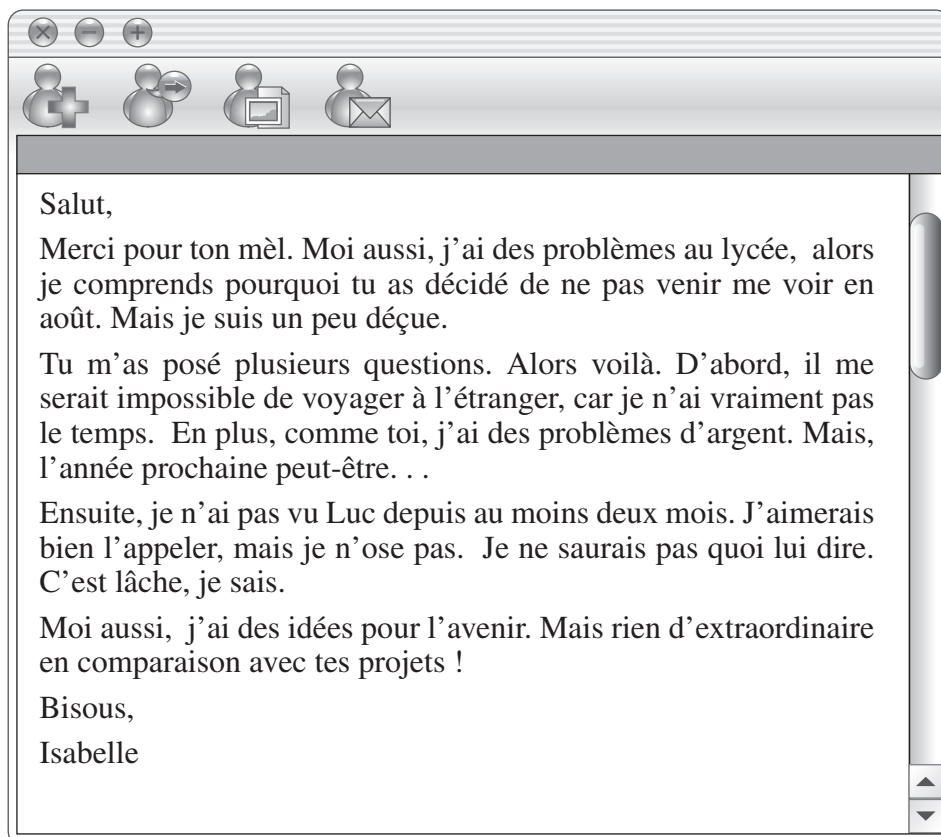 Salut,
Merci pour ton mèl. Moi aussi, j’ai des problèmes au lycée, alors
je comprends pourquoi tu as décidé de ne pas venir me voir en
août. Mais je suis un peu déçue.
Tu m’as posé plusieurs questions. Alors voilà. D’abord, il me
serait impossible de voyager à l’étranger, car je n’ai vraiment pas
le temps. En plus, comme toi, j’ai des problèmes d’argent. Mais,
l’année prochaine peut-être. . .
Ensuite, je n’ai pas vu Luc depuis au moins deux mois. J’aimerais
bien l’appeler, mais je n’ose pas. Je ne saurais pas quoi lui dire.
C’est lâche, je sais.
Moi aussi, j’ai des idées pour l’avenir. Mais rien d’extraordinaire
en comparaison avec tes projets !
Bisous,
Isabelle